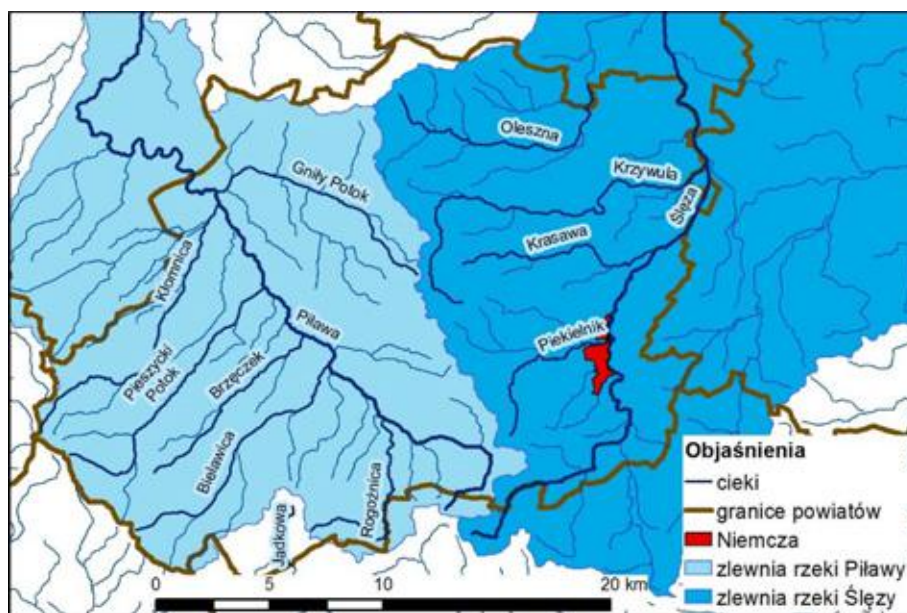 Oleszna
Gniły Potok
Krzywula
Ślęza
Krasawa
Kłomnica
Piława
Piekielnik
Pieszycki
Potok
Brzęczek
Bielawica
Rogoźnica
Jadkowa
Objaśnienia
cieki
granice powiatów
Niemcza
zlewnia rzeki Piławy
zlewnia rzeki Ślęzy
0 5 10 20 km